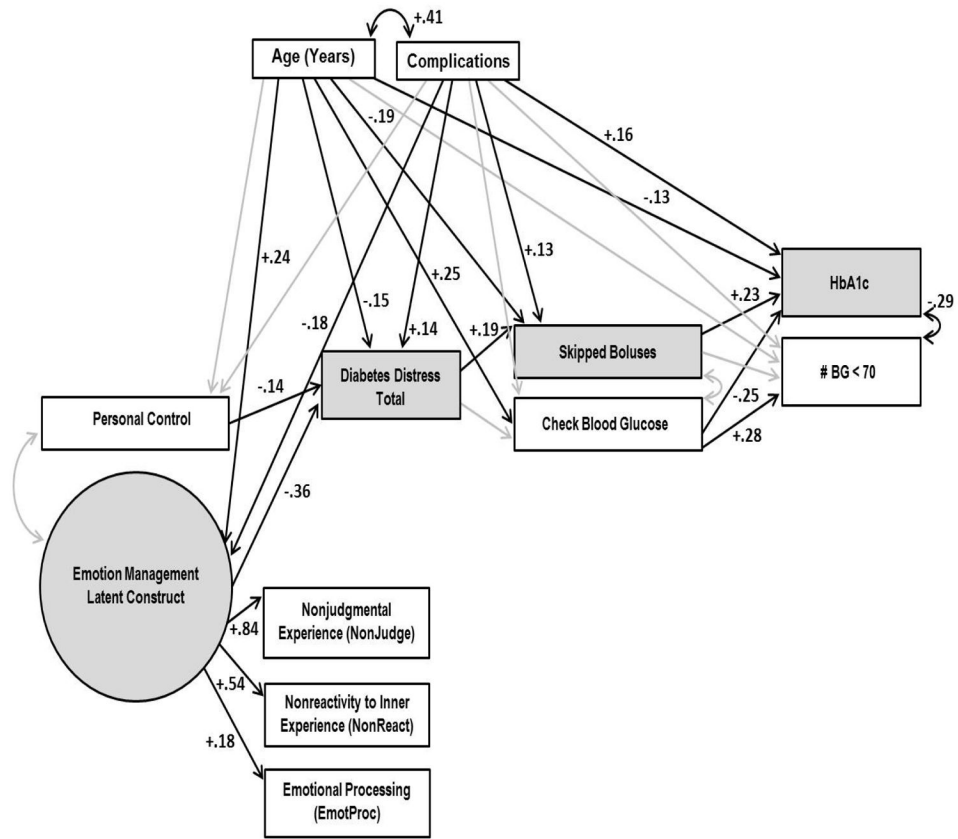 +.41
Age (Years)
Complications
-.19
+.16
-.13
+.24
+.25
+.13
HbA1c
-.29
-.15
+.23
-.18
+.14
+.19
Skipped Boluses
Diabetes Distress
Total
# BG < 70
-.14
-.25
Personal Control
Check Blood Glucose
+.28
-.36
Emotion Management
Latent Construct
Nonjudgmental
Experience (NonJudge)
+.84
+.54
Nonreactivity to Inner
Experience (NonReact)
+.18
Emotional Processing
(EmotProc)